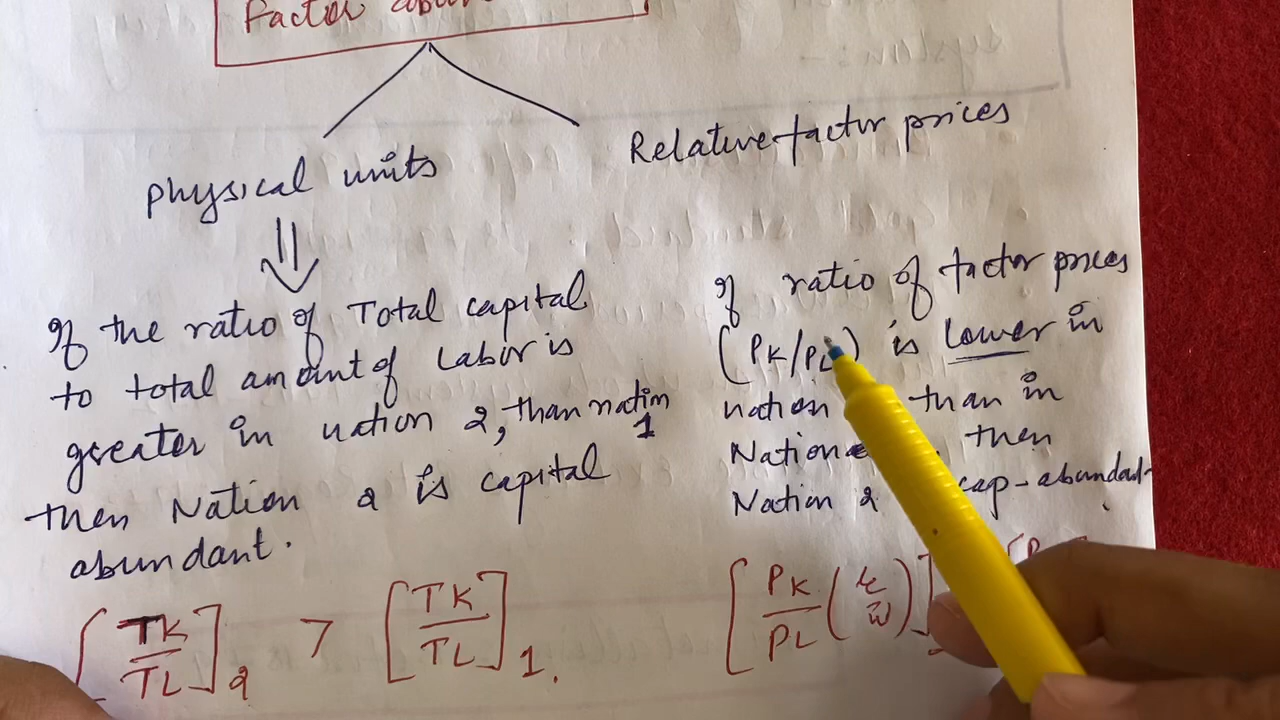 Factor
Physical units
Relative factor prices
If the ratio of Total capital
to total amount of Labor is
greater in nation 2, than nation 1
then Nation 2 is capital
abundant.
[TK/TL]2 > [TK/TL]1.
If ratio of factor prices
(PK/PL) is Lower in
nation than in
Nation then
Nation 2 cap-abundant
[PK/PL (r/w)]